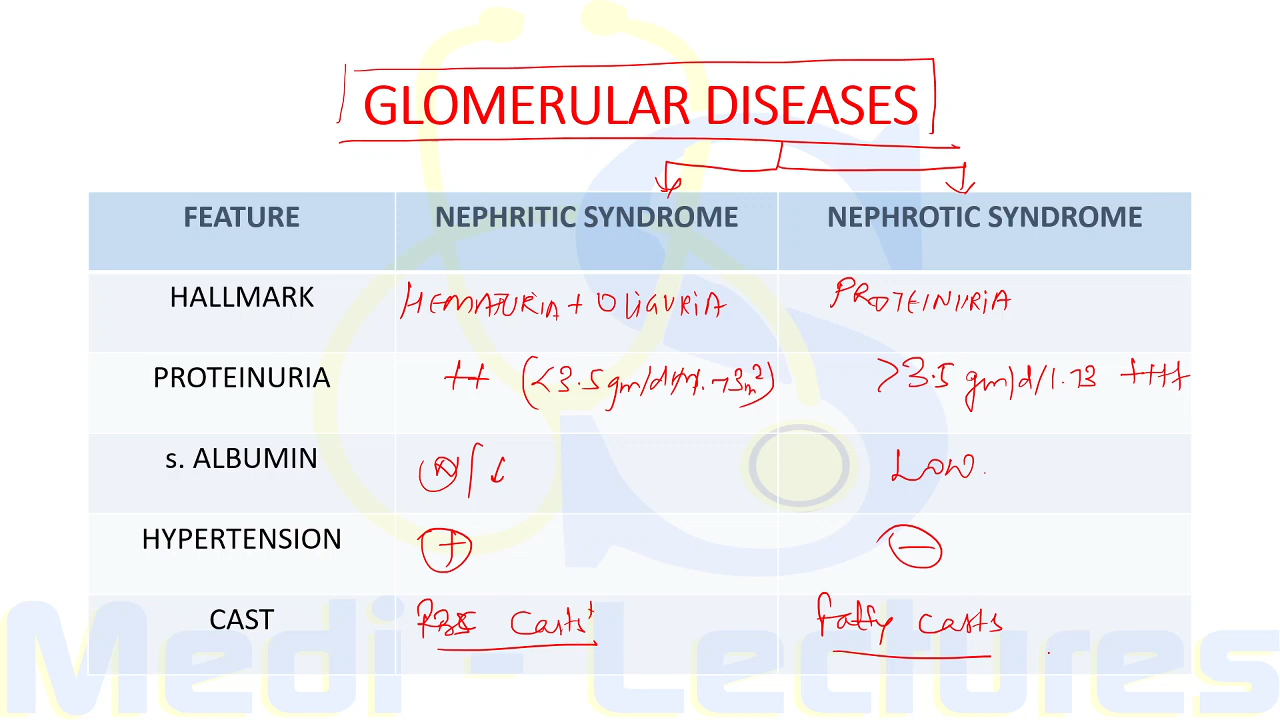 GLOMERULAR DISEASES
FEATURE NEPHRITIC SYNDROME NEPHROTIC SYNDROME
HALLMARK HEMATURIA + OLIGURIA PROTEINURIA
PROTEINURIA ++ (<3.5 gm/d/1.73m²) >3.5 gm/d/1.73 ++++
s. ALBUMIN N/↓ LOW.
HYPERTENSION + −
CAST RBC Casts+ Fatty casts
Medi - Lectures